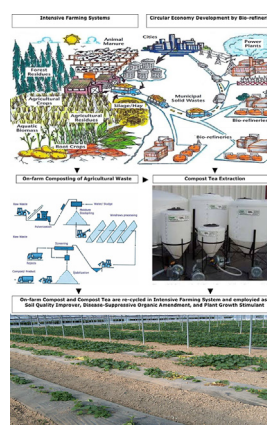 Intensive Farming Systems
Circular Economy Development by Bio-refiner
Animal
Manure
Cities
Power
Plants
Forest
Residues
Agricultural
Crops
Agricultural
Residues
Silage/Hay
Municipal
Solid Wastes
Bio-refineries
Aquatic
Biomass
Root Crops
Bio-refineries
On-farm Composting of Agricultural Waste
Compost Tea Extraction
Screening
On-farm Compost and Compost Tea are re-cycled in Intensive Farming System and employed as
Soil Quality Improver, Disease-Suppressive Organic Amendment, and Plant Growth Stimulant